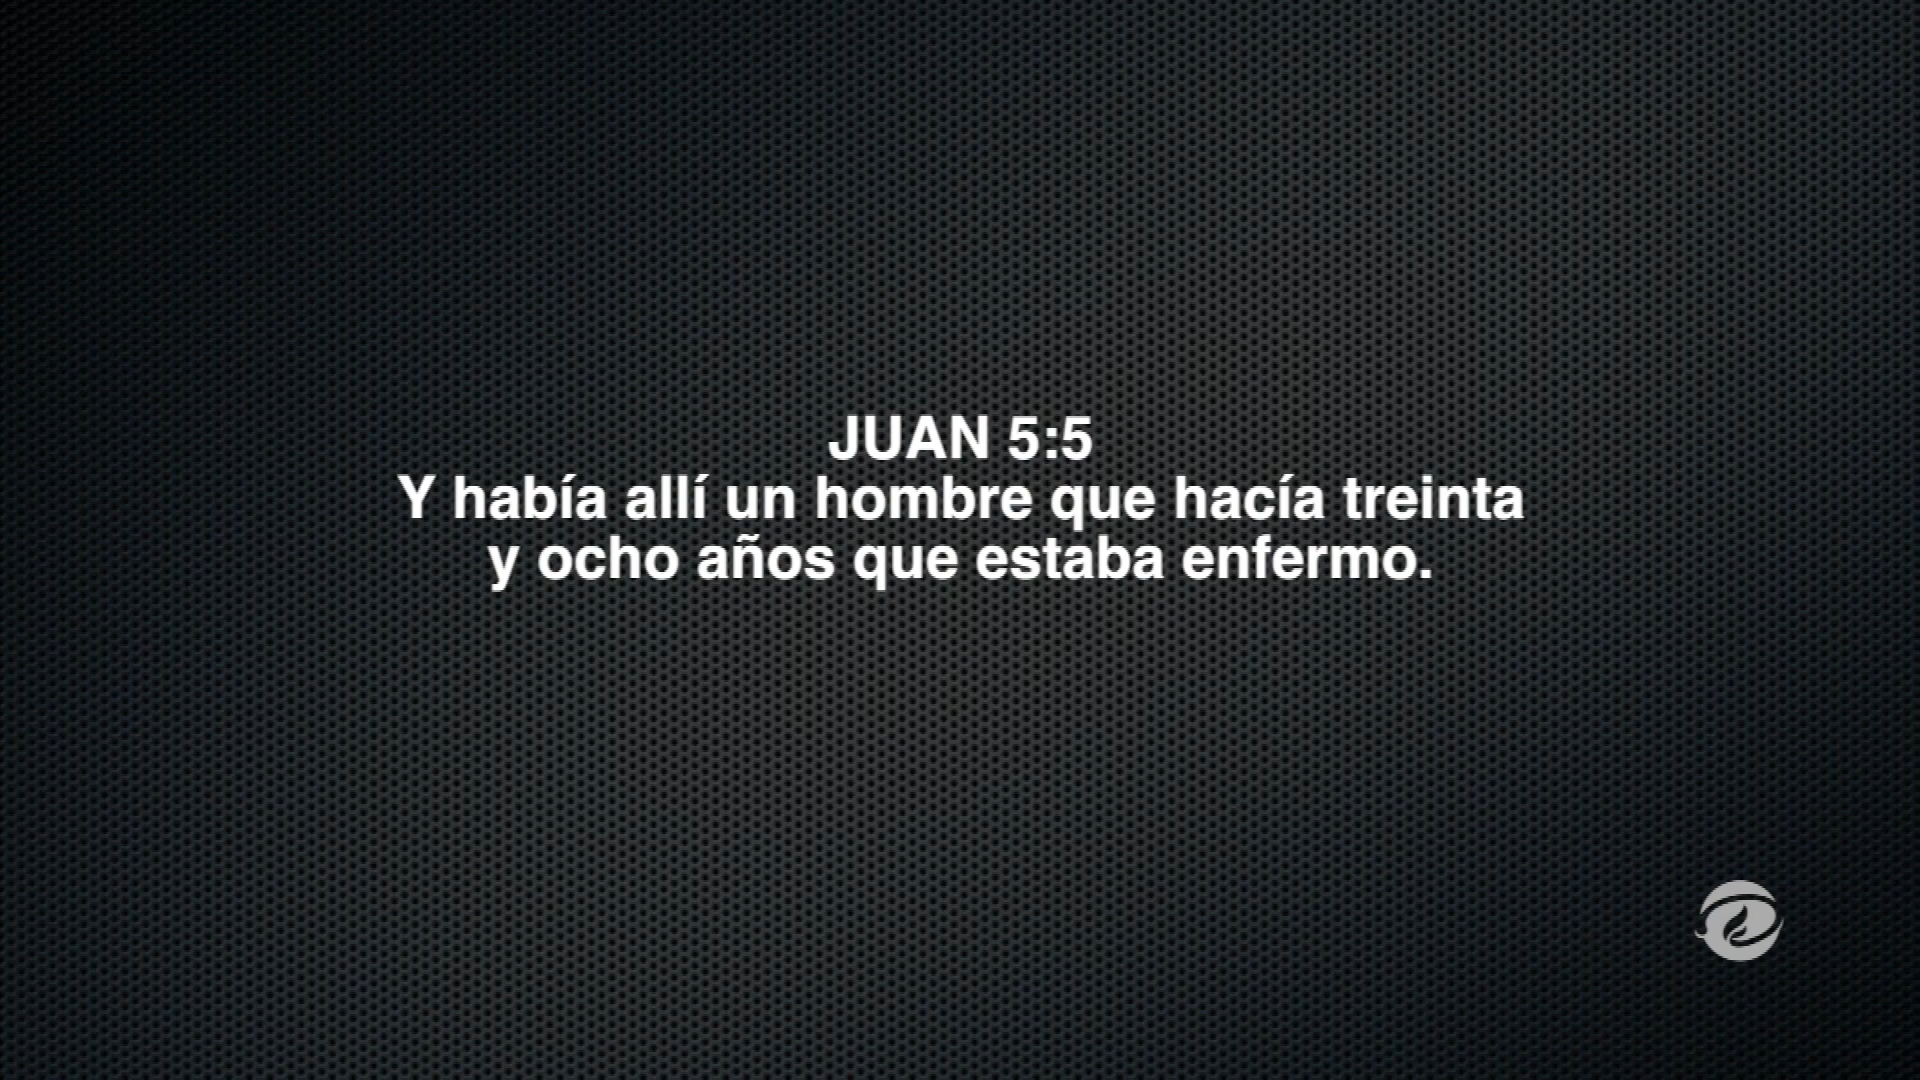 JUAN 5:5
Y había allí un hombre que hacía treinta
y ocho años que estaba enfermo.